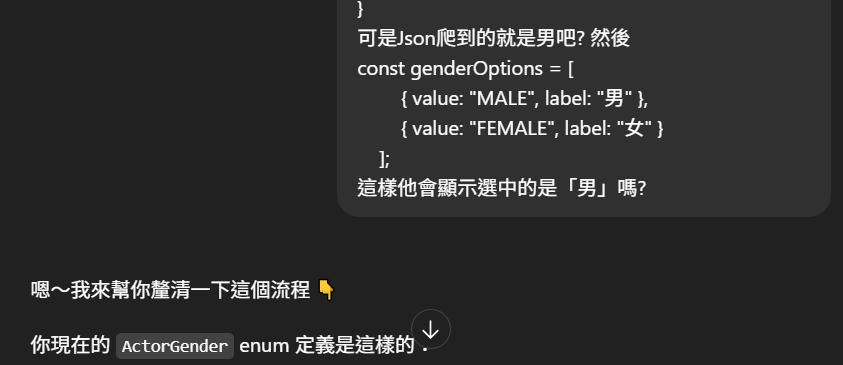 }
可是Json爬到的就是男吧? 然後
const genderOptions = [
{ value: "MALE", label: "男" },
{ value: "FEMALE", label: "女" }
];
這樣他會顯示選中的是「男」嗎?
嗯～我來幫你釐清一下這個流程 👇
你現在的 ActorGender enum 定義是這樣的：